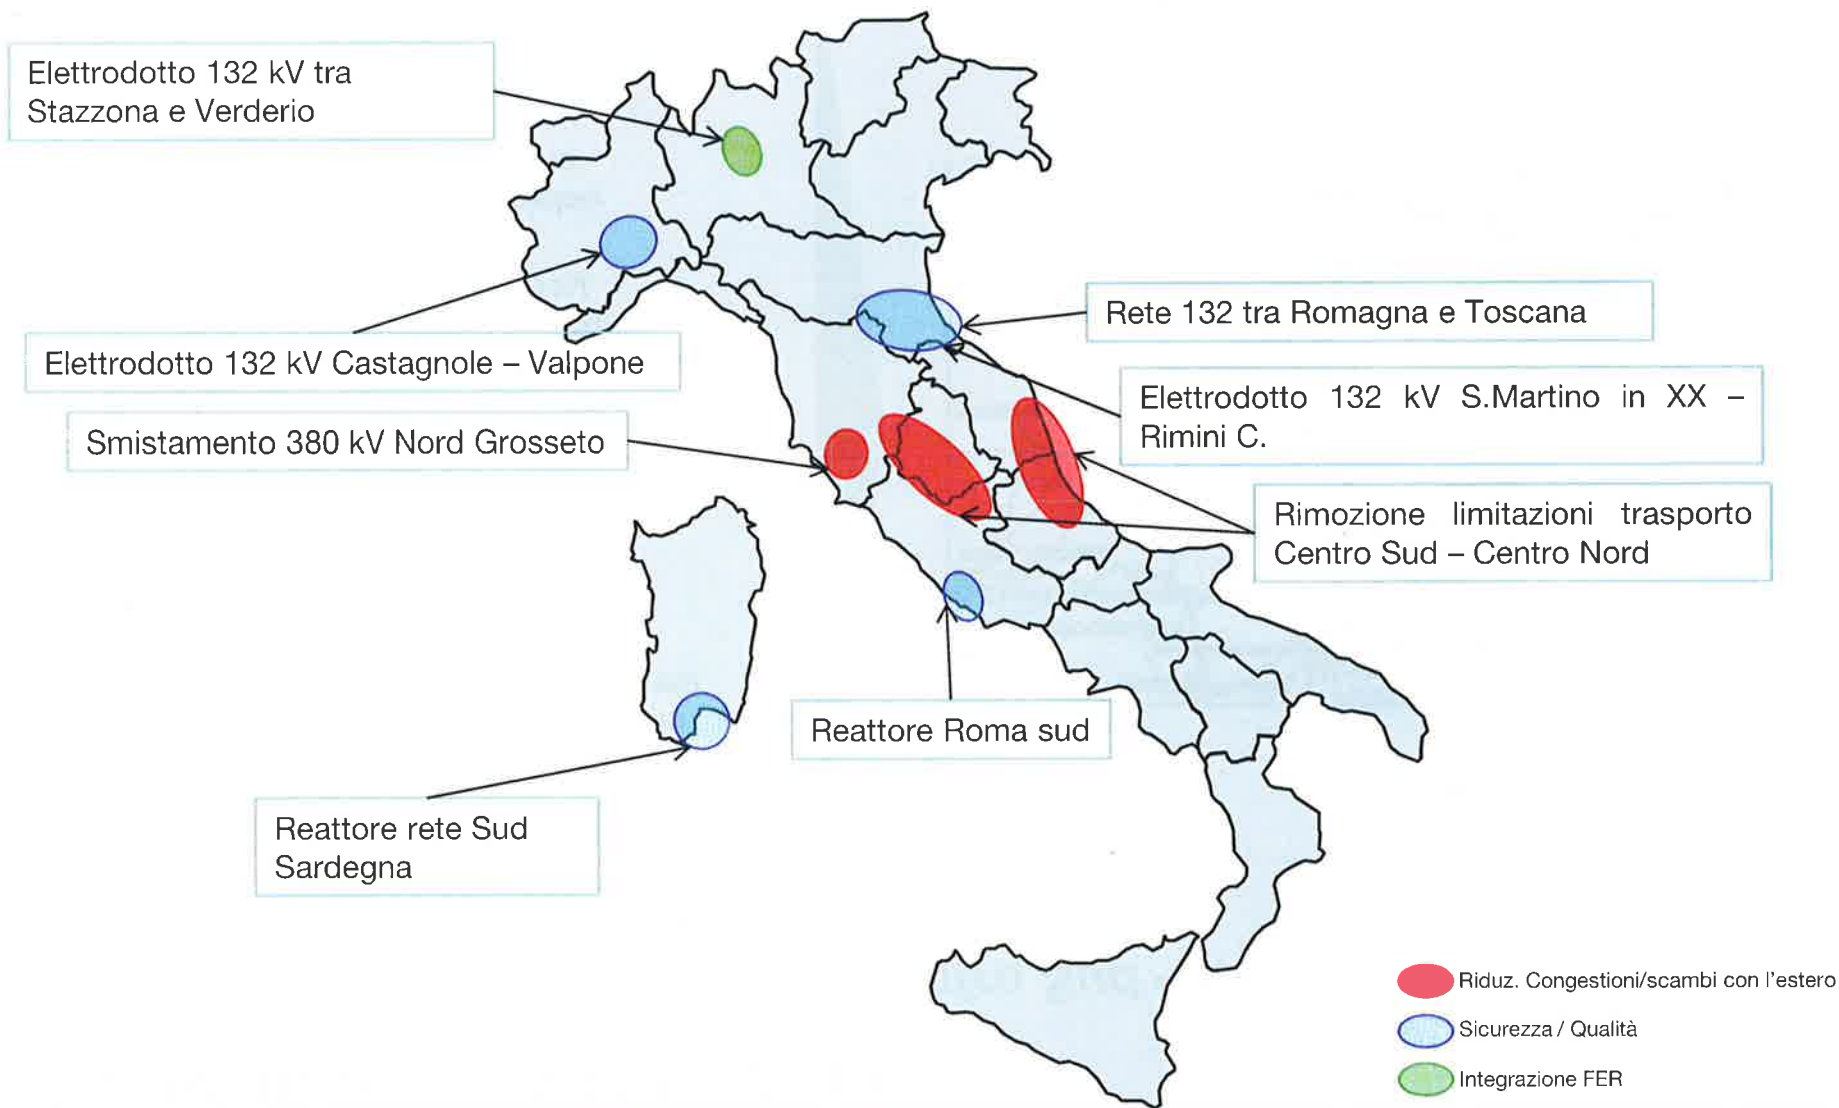 Elettrodotto 132 kV tra
Stazzona e Verderio
Elettrodotto 132 kV Castagnole – Valpone
Smistamento 380 kV Nord Grosseto
Rete 132 tra Romagna e Toscana
Elettrodotto 132 kV S.Martino in XX –
Rimini C.
Rimozione limitazioni trasporto
Centro Sud – Centro Nord
Reattore Roma sud
Reattore rete Sud
Sardegna
Riduz. Congestioni/scambi con l'estero
Sicurezza / Qualità
Integrazione FER